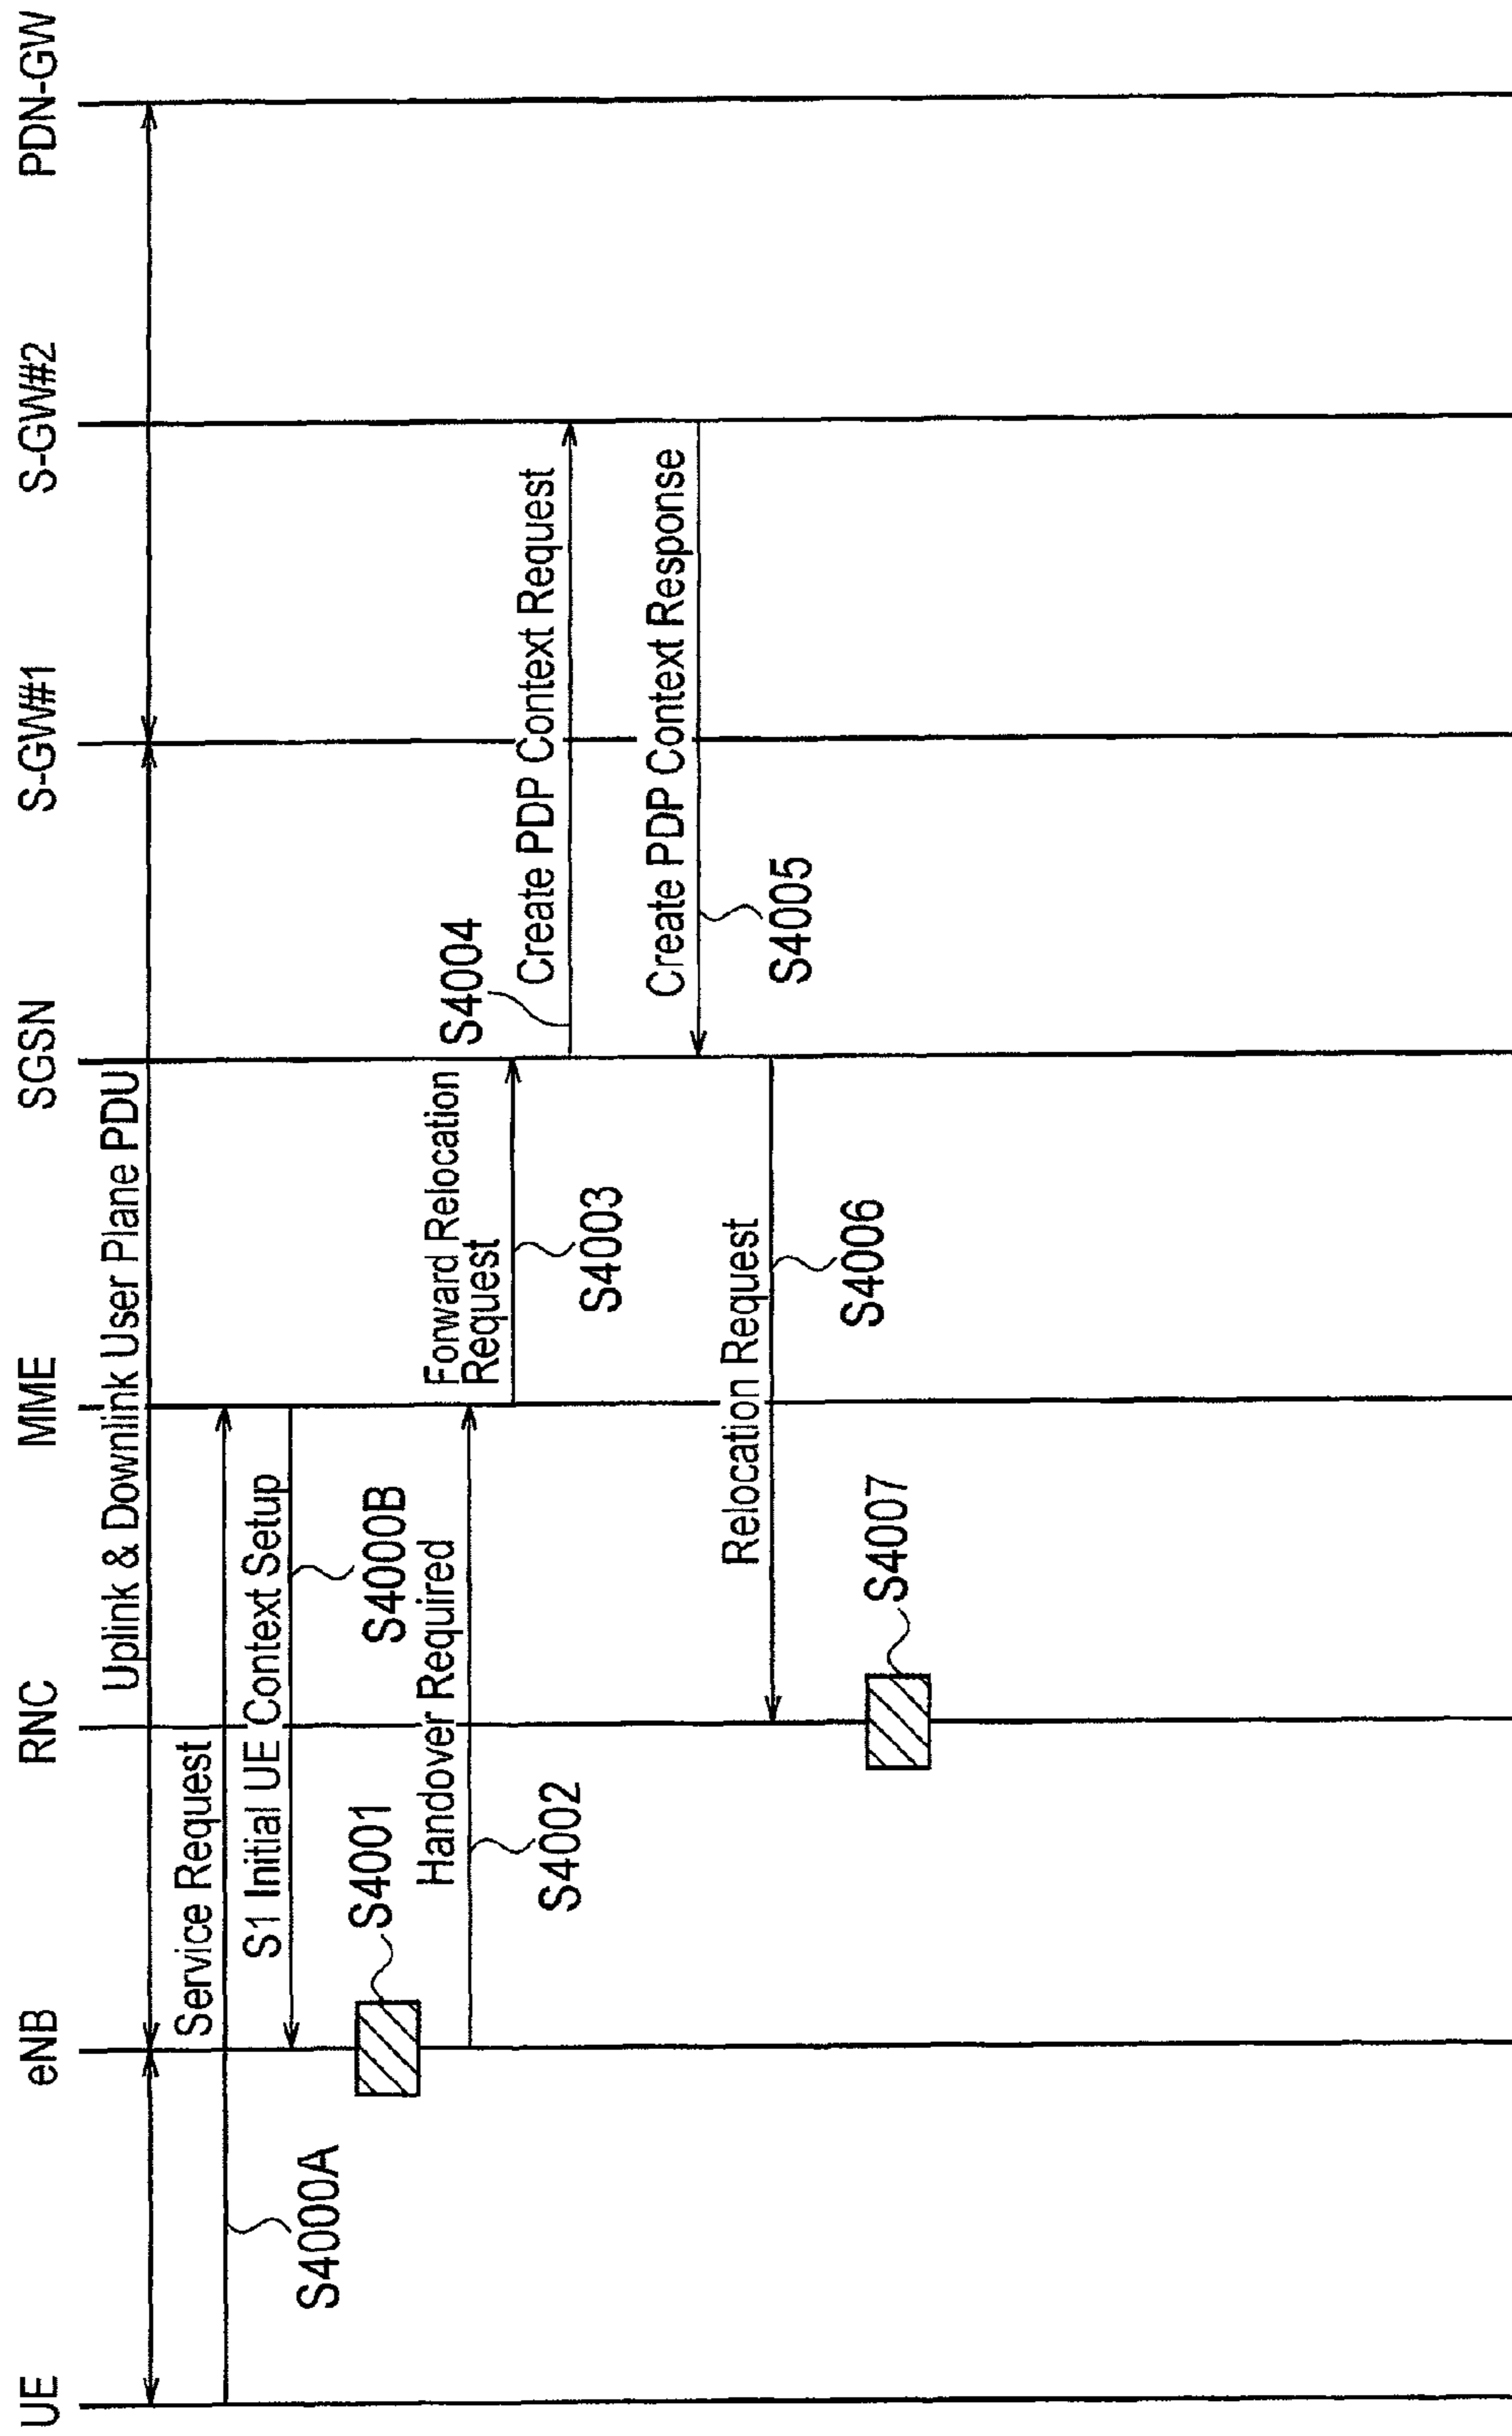 UE
eNB
RNC
MME
SGSN
S-GW#1
S-GW#2
PDN-GW
Uplink & Downlink User Plane PDU
Service Request
S4000A
S1 Initial UE Context Setup
S4000B
S4001
Handover Required
S4002
Forward Relocation
Request
S4003
S4004
Create PDP Context Request
Create PDP Context Response
S4005
Relocation Request
S4006
S4007